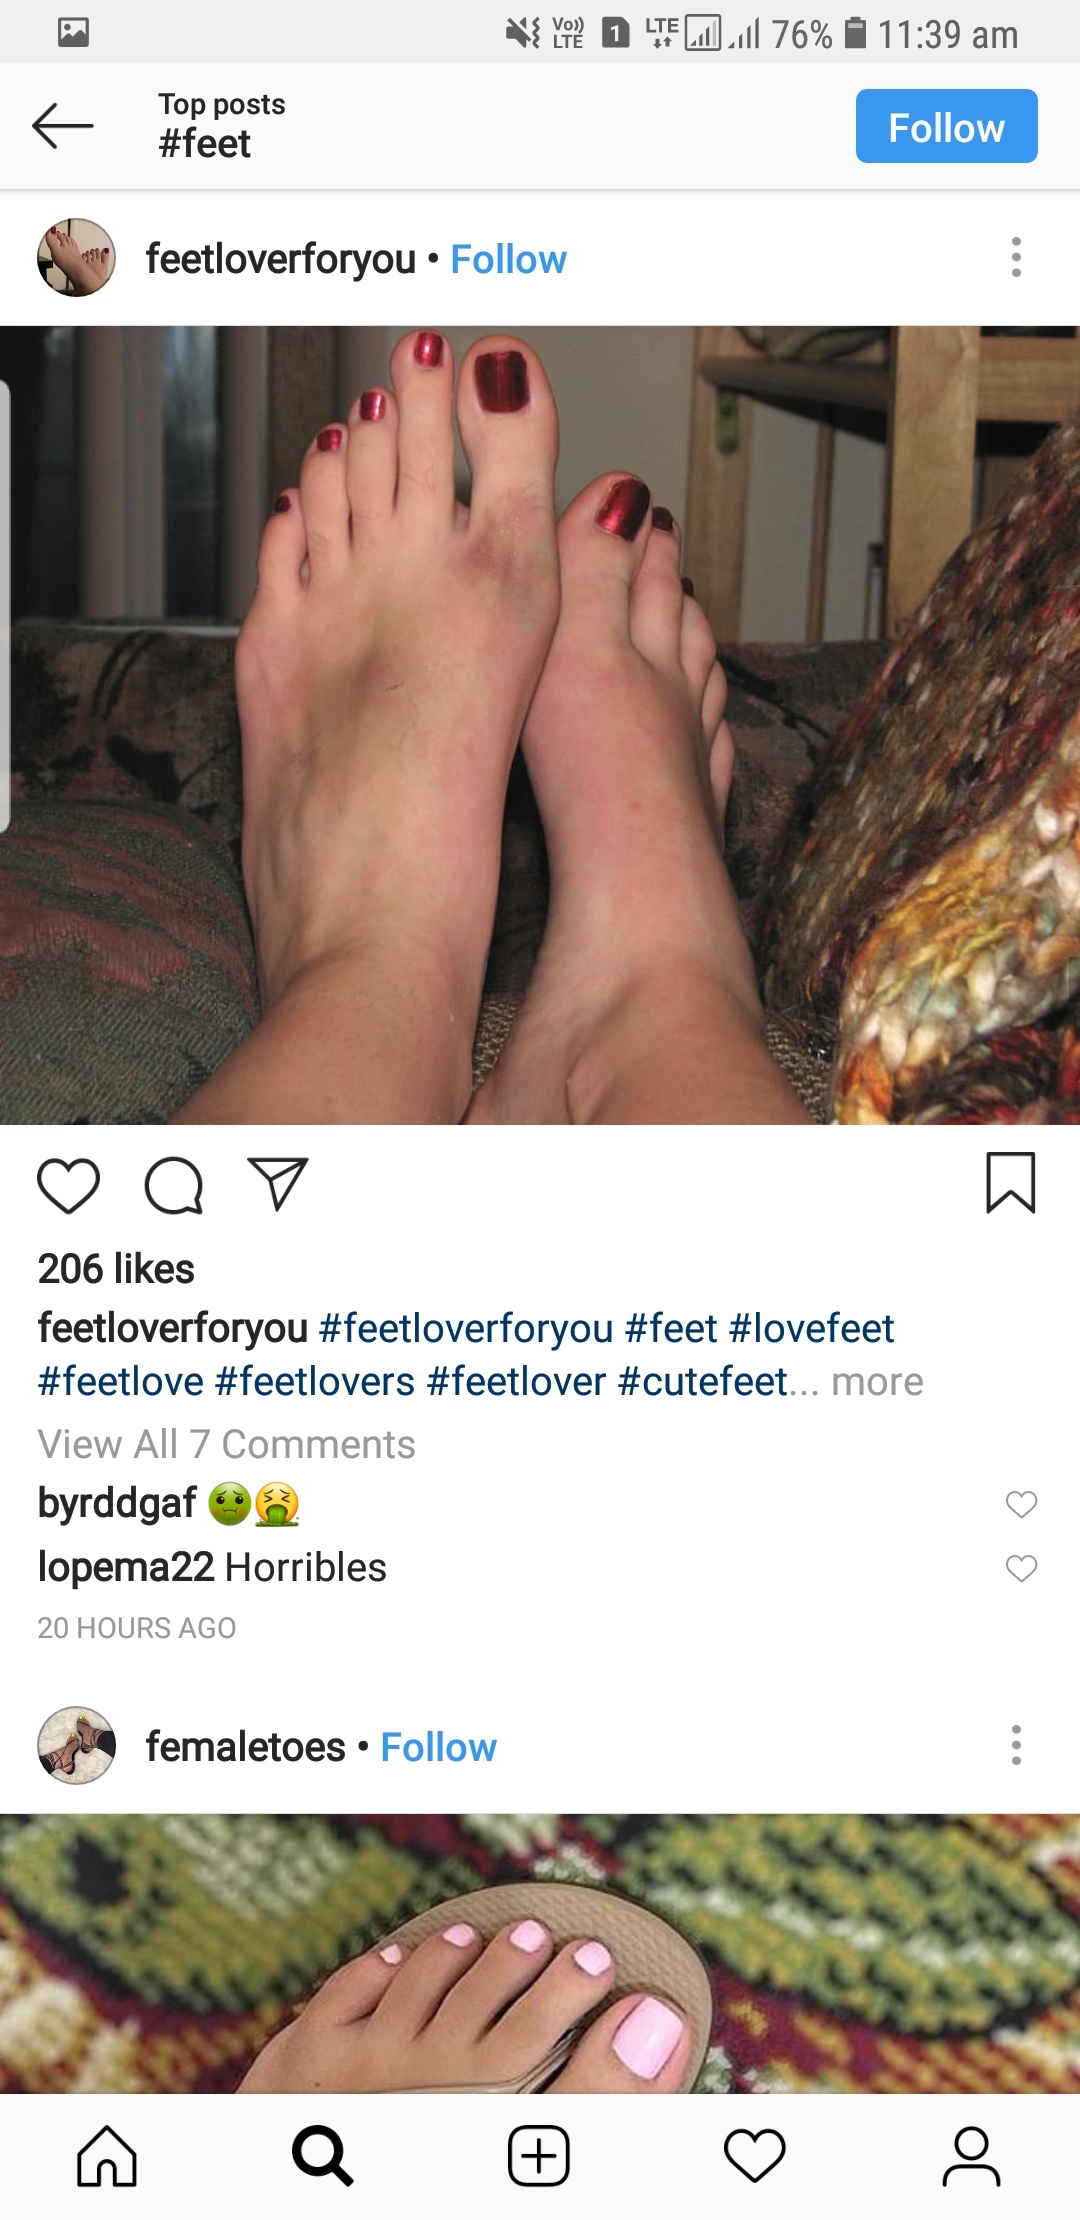 Vo))
LTE
1
LTE
76%
11:39 am
Top posts
#feet
Follow
feetloverforyou • Follow
206 likes
feetloverforyou #feetloverforyou #feet #lovefeet
#feetlove #feetlovers #feetlover #cutefeet... more
View All 7 Comments
byrddgaf 🤢🤮
lopema22 Horribles
20 HOURS AGO
femaletoes • Follow